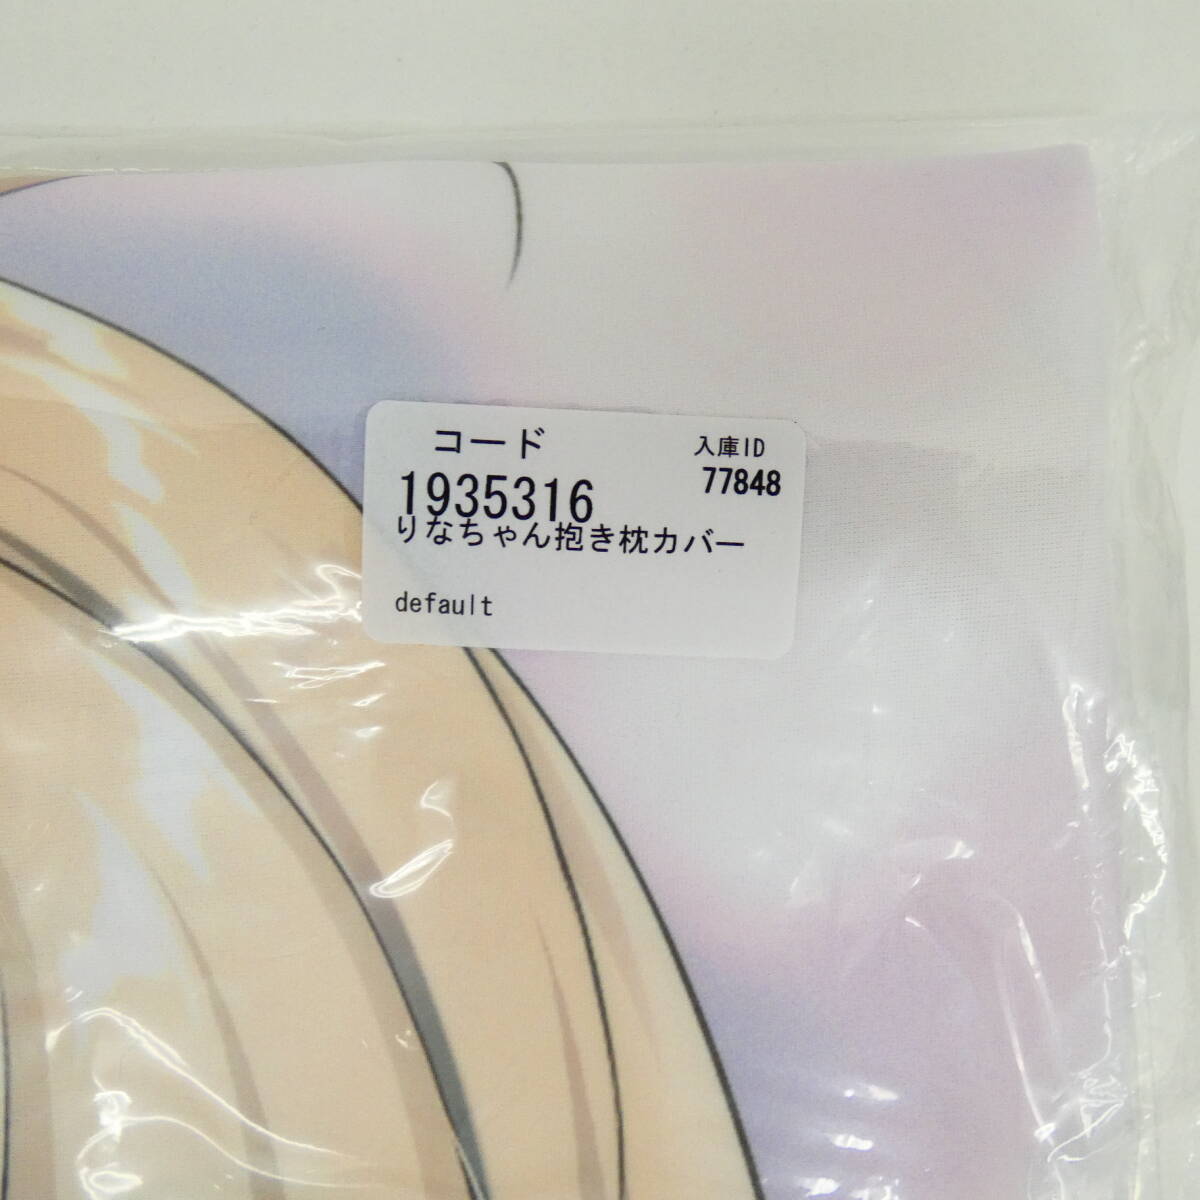 コード
入庫ID
1935316
77848
りなちゃん抱き枕カバー
default